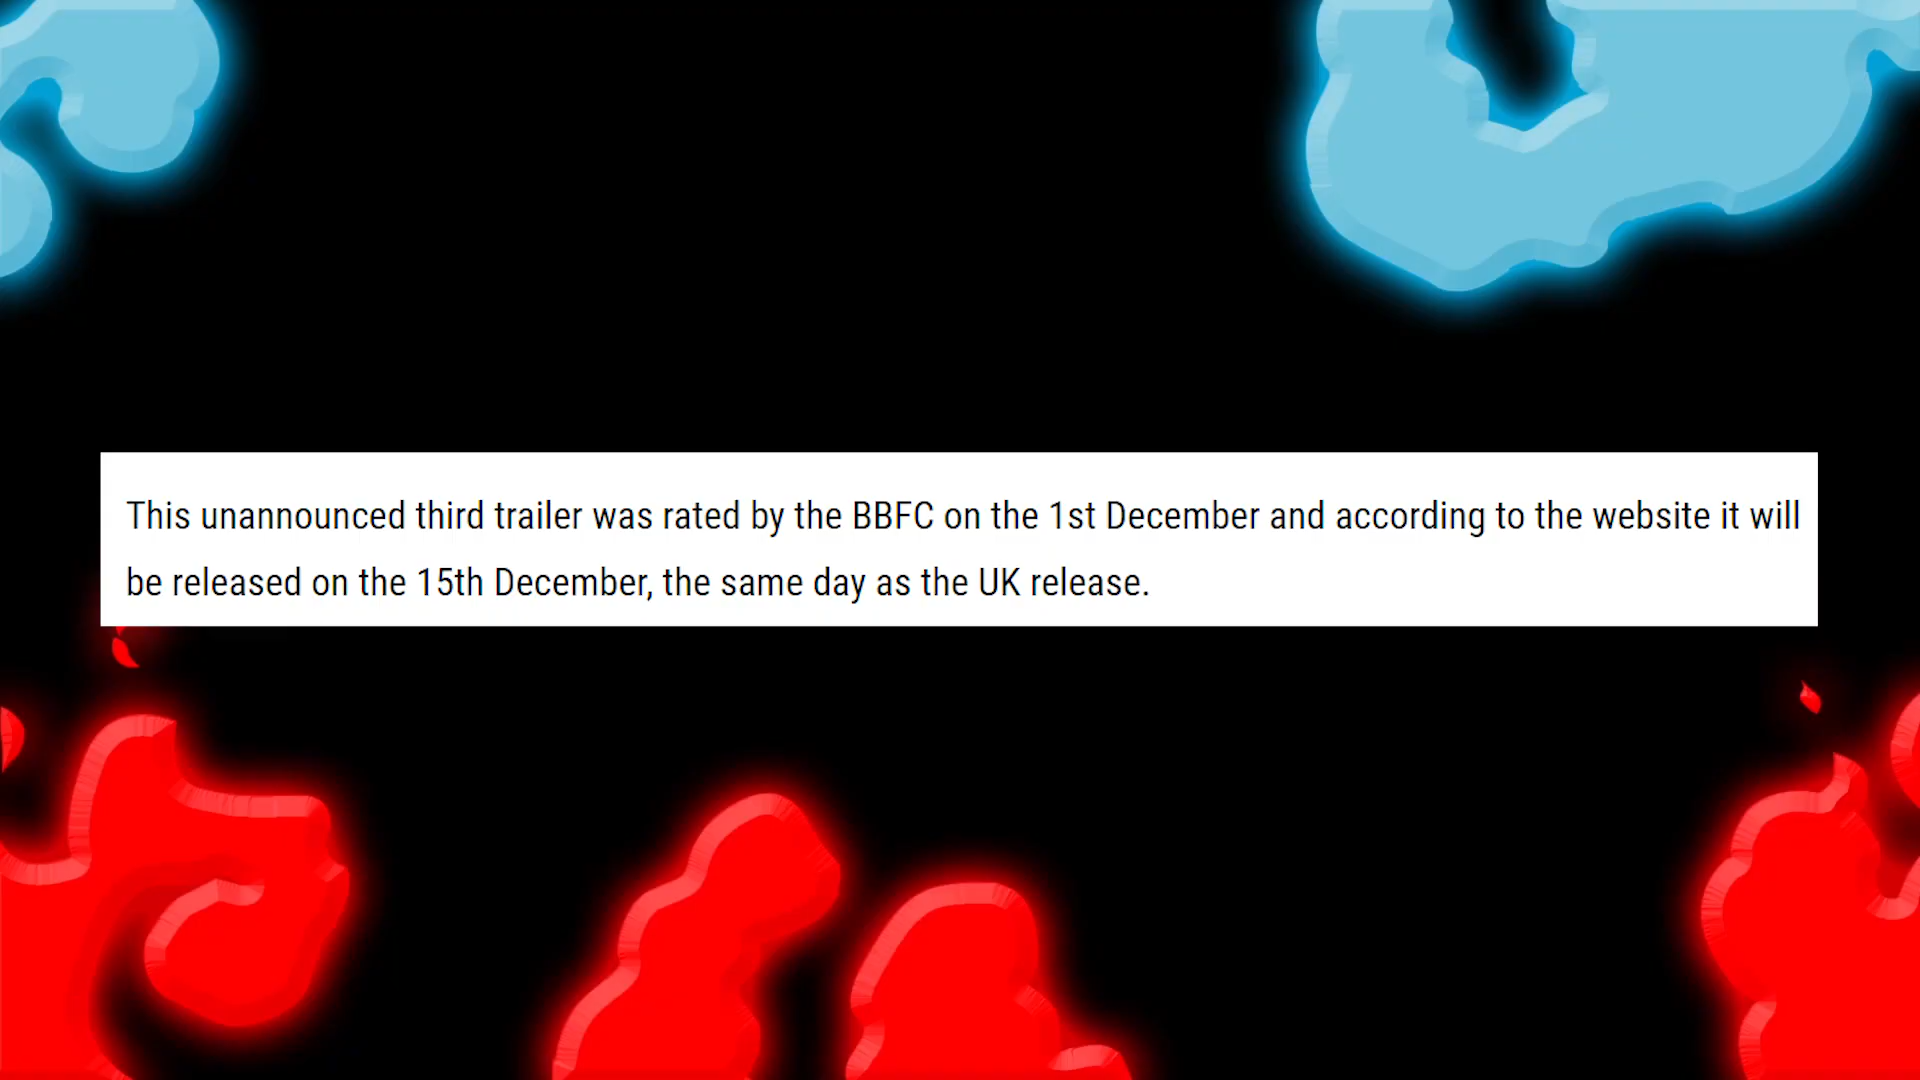 This unannounced third trailer was rated by the BBFC on the 1st December and according to the website it will
be released on the 15th December, the same day as the UK release.